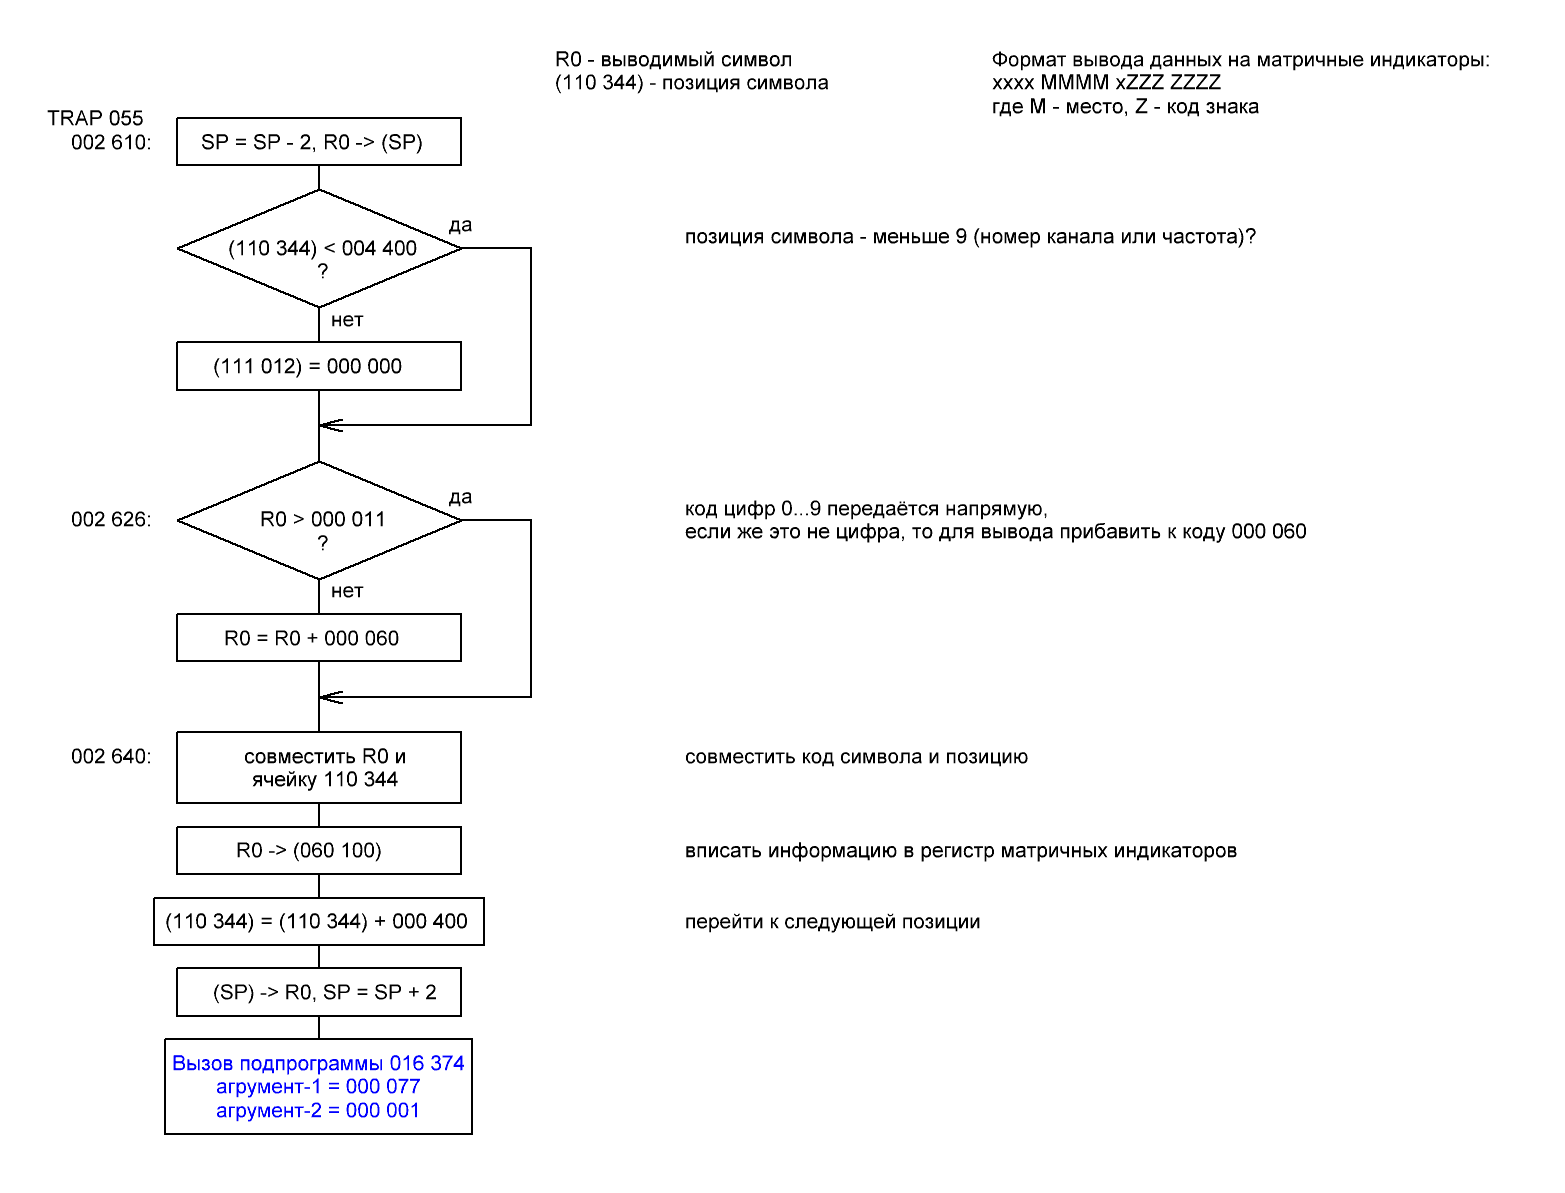 R0 - выводимый символ
(110 344) - позиция символа
Формат вывода данных на матричные индикаторы:
xxxx MMMM xZZZ ZZZZ
где M - место, Z - код знака
TRAP 055
002 610:
SP = SP - 2, R0 -> (SP)
да
(110 344) < 004 400
?
позиция символа - меньше 9 (номер канала или частота)?
нет
(111 012) = 000 000
да
002 626:
R0 > 000 011
?
код цифр 0...9 передаётся напрямую,
если же это не цифра, то для вывода прибавить к коду 000 060
нет
R0 = R0 + 000 060
002 640:
совместить R0 и
ячейку 110 344
совместить код символа и позицию
R0 -> (060 100)
вписать информацию в регистр матричных индикаторов
(110 344) = (110 344) + 000 400
перейти к следующей позиции
(SP) -> R0, SP = SP + 2
Вызов подпрограммы 016 374
агрумент-1 = 000 077
агрумент-2 = 000 001